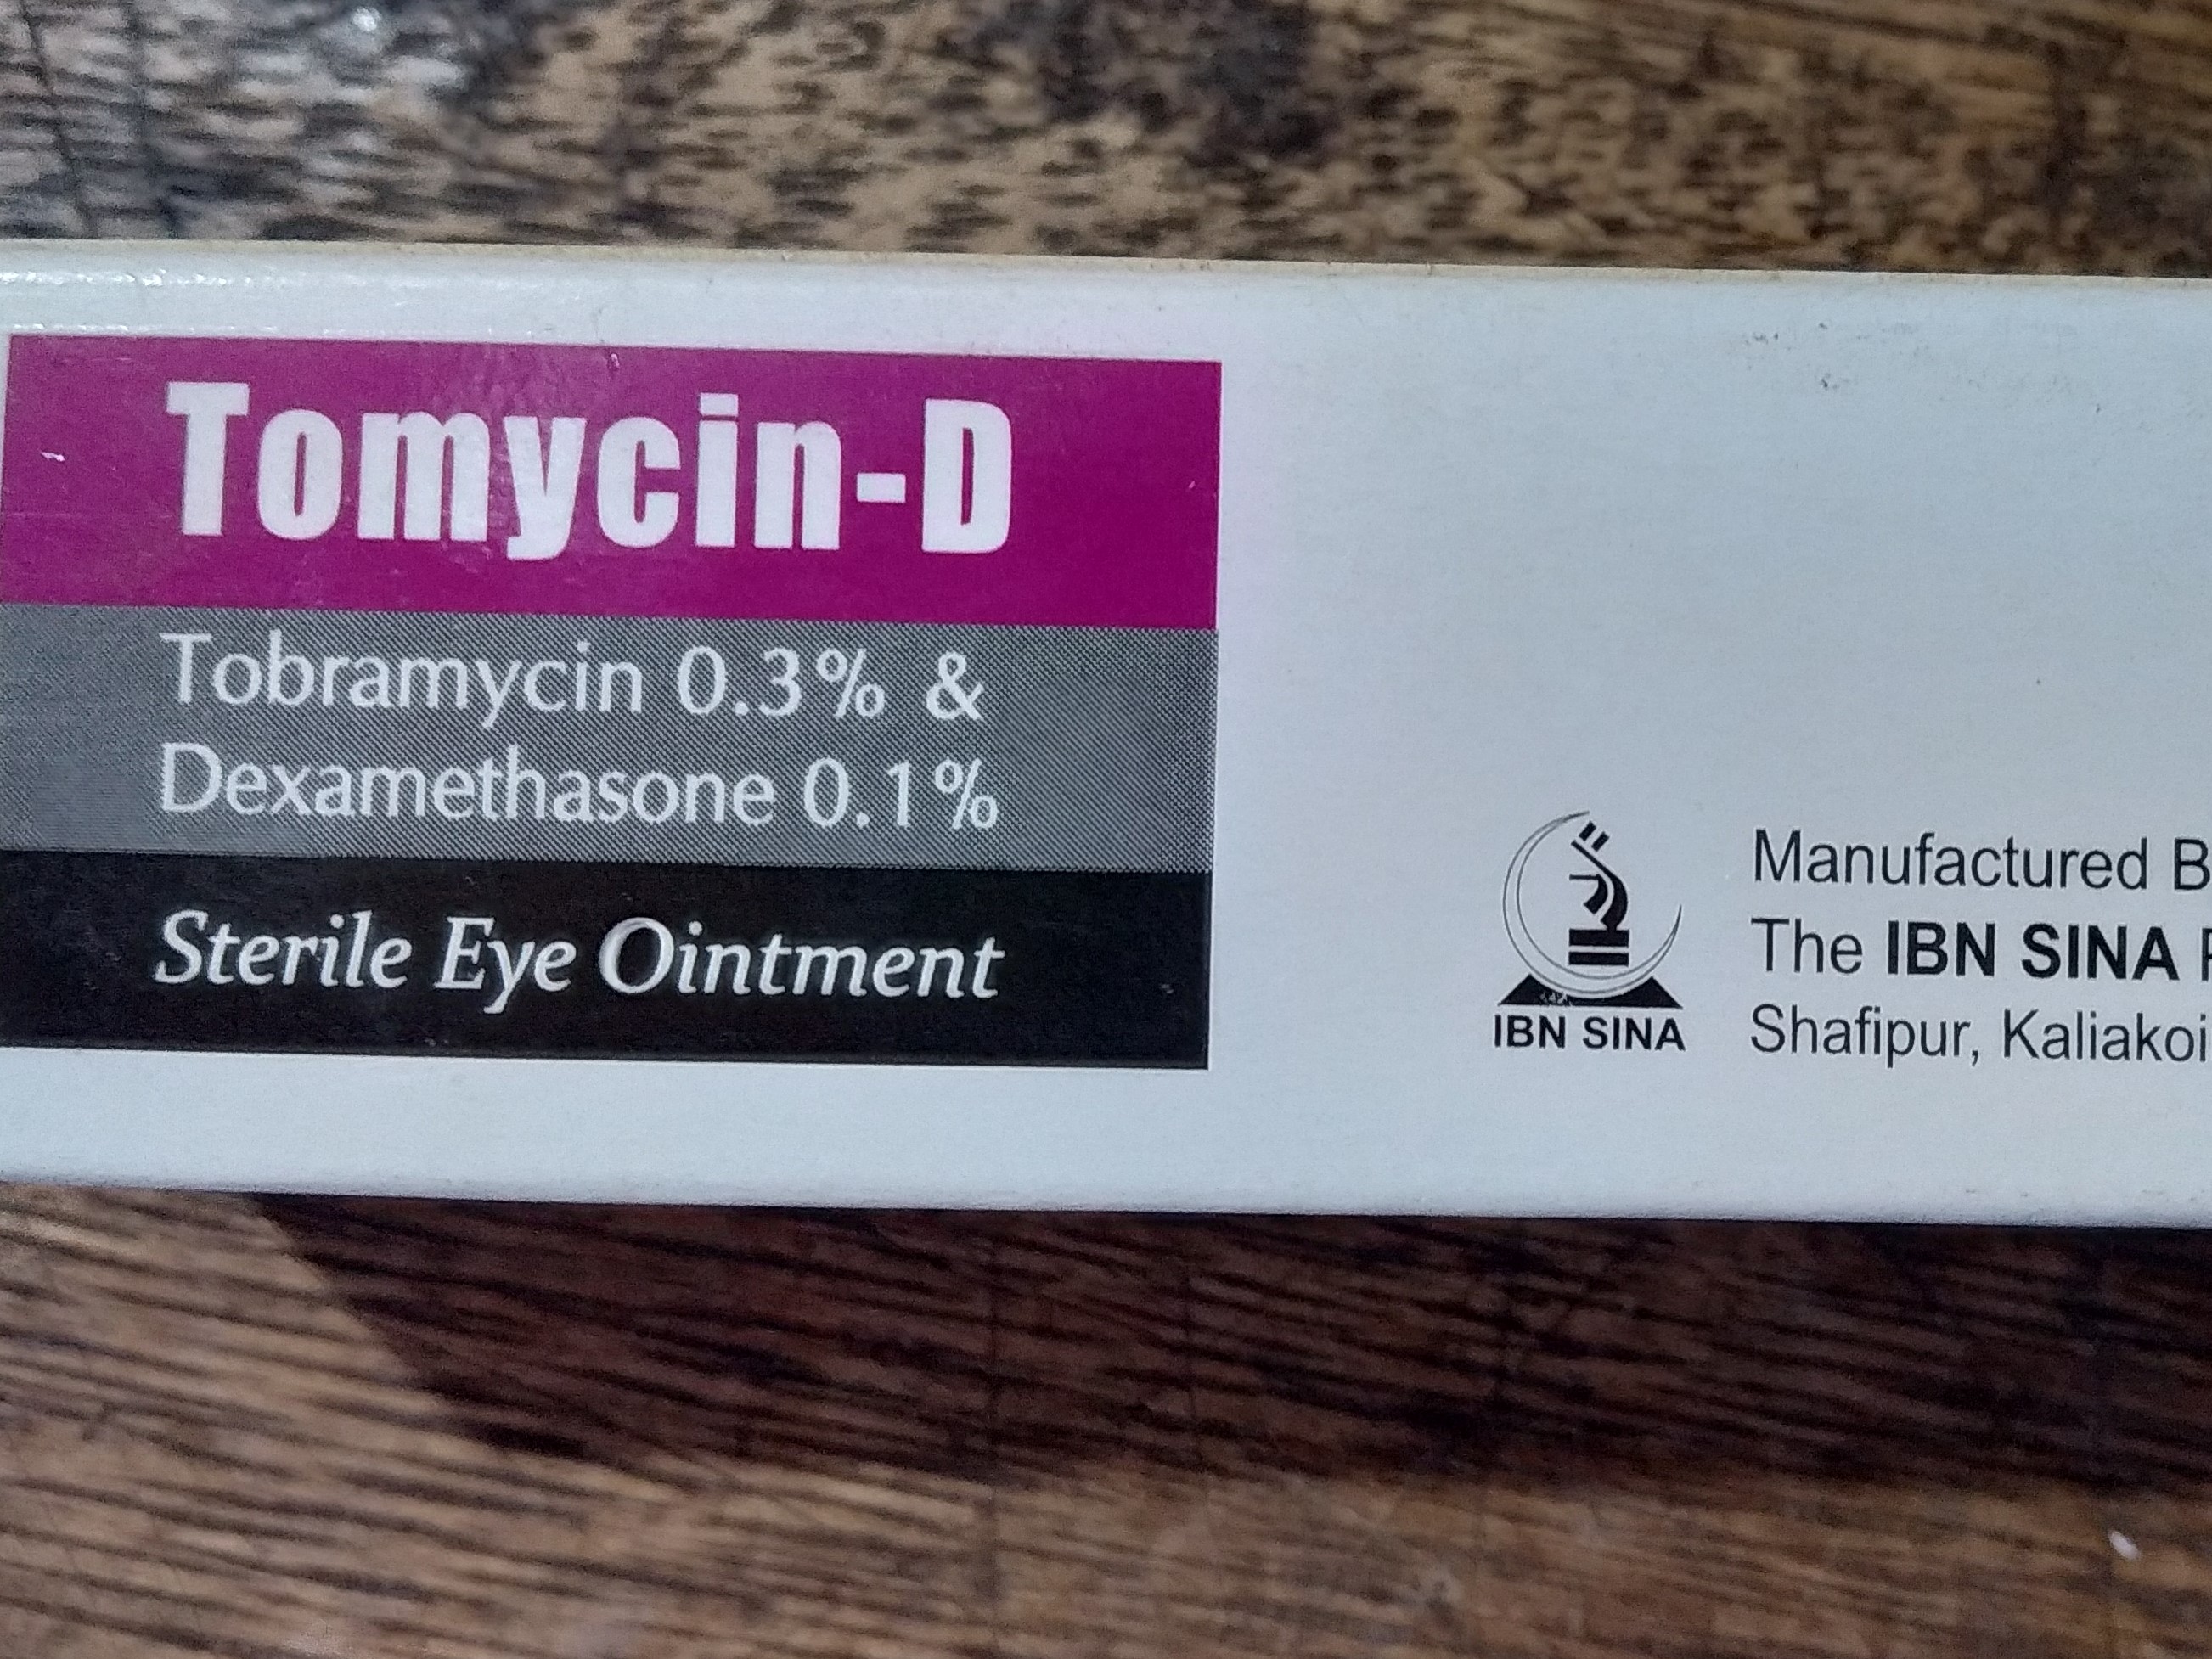 Tomycin-D
Tobramycin 0.3% &
Dexamethasone 0.1%
Sterile Eye Ointment
IBN SINA
Manufactured B
The IBN SINA
Shafipur, Kaliakoi